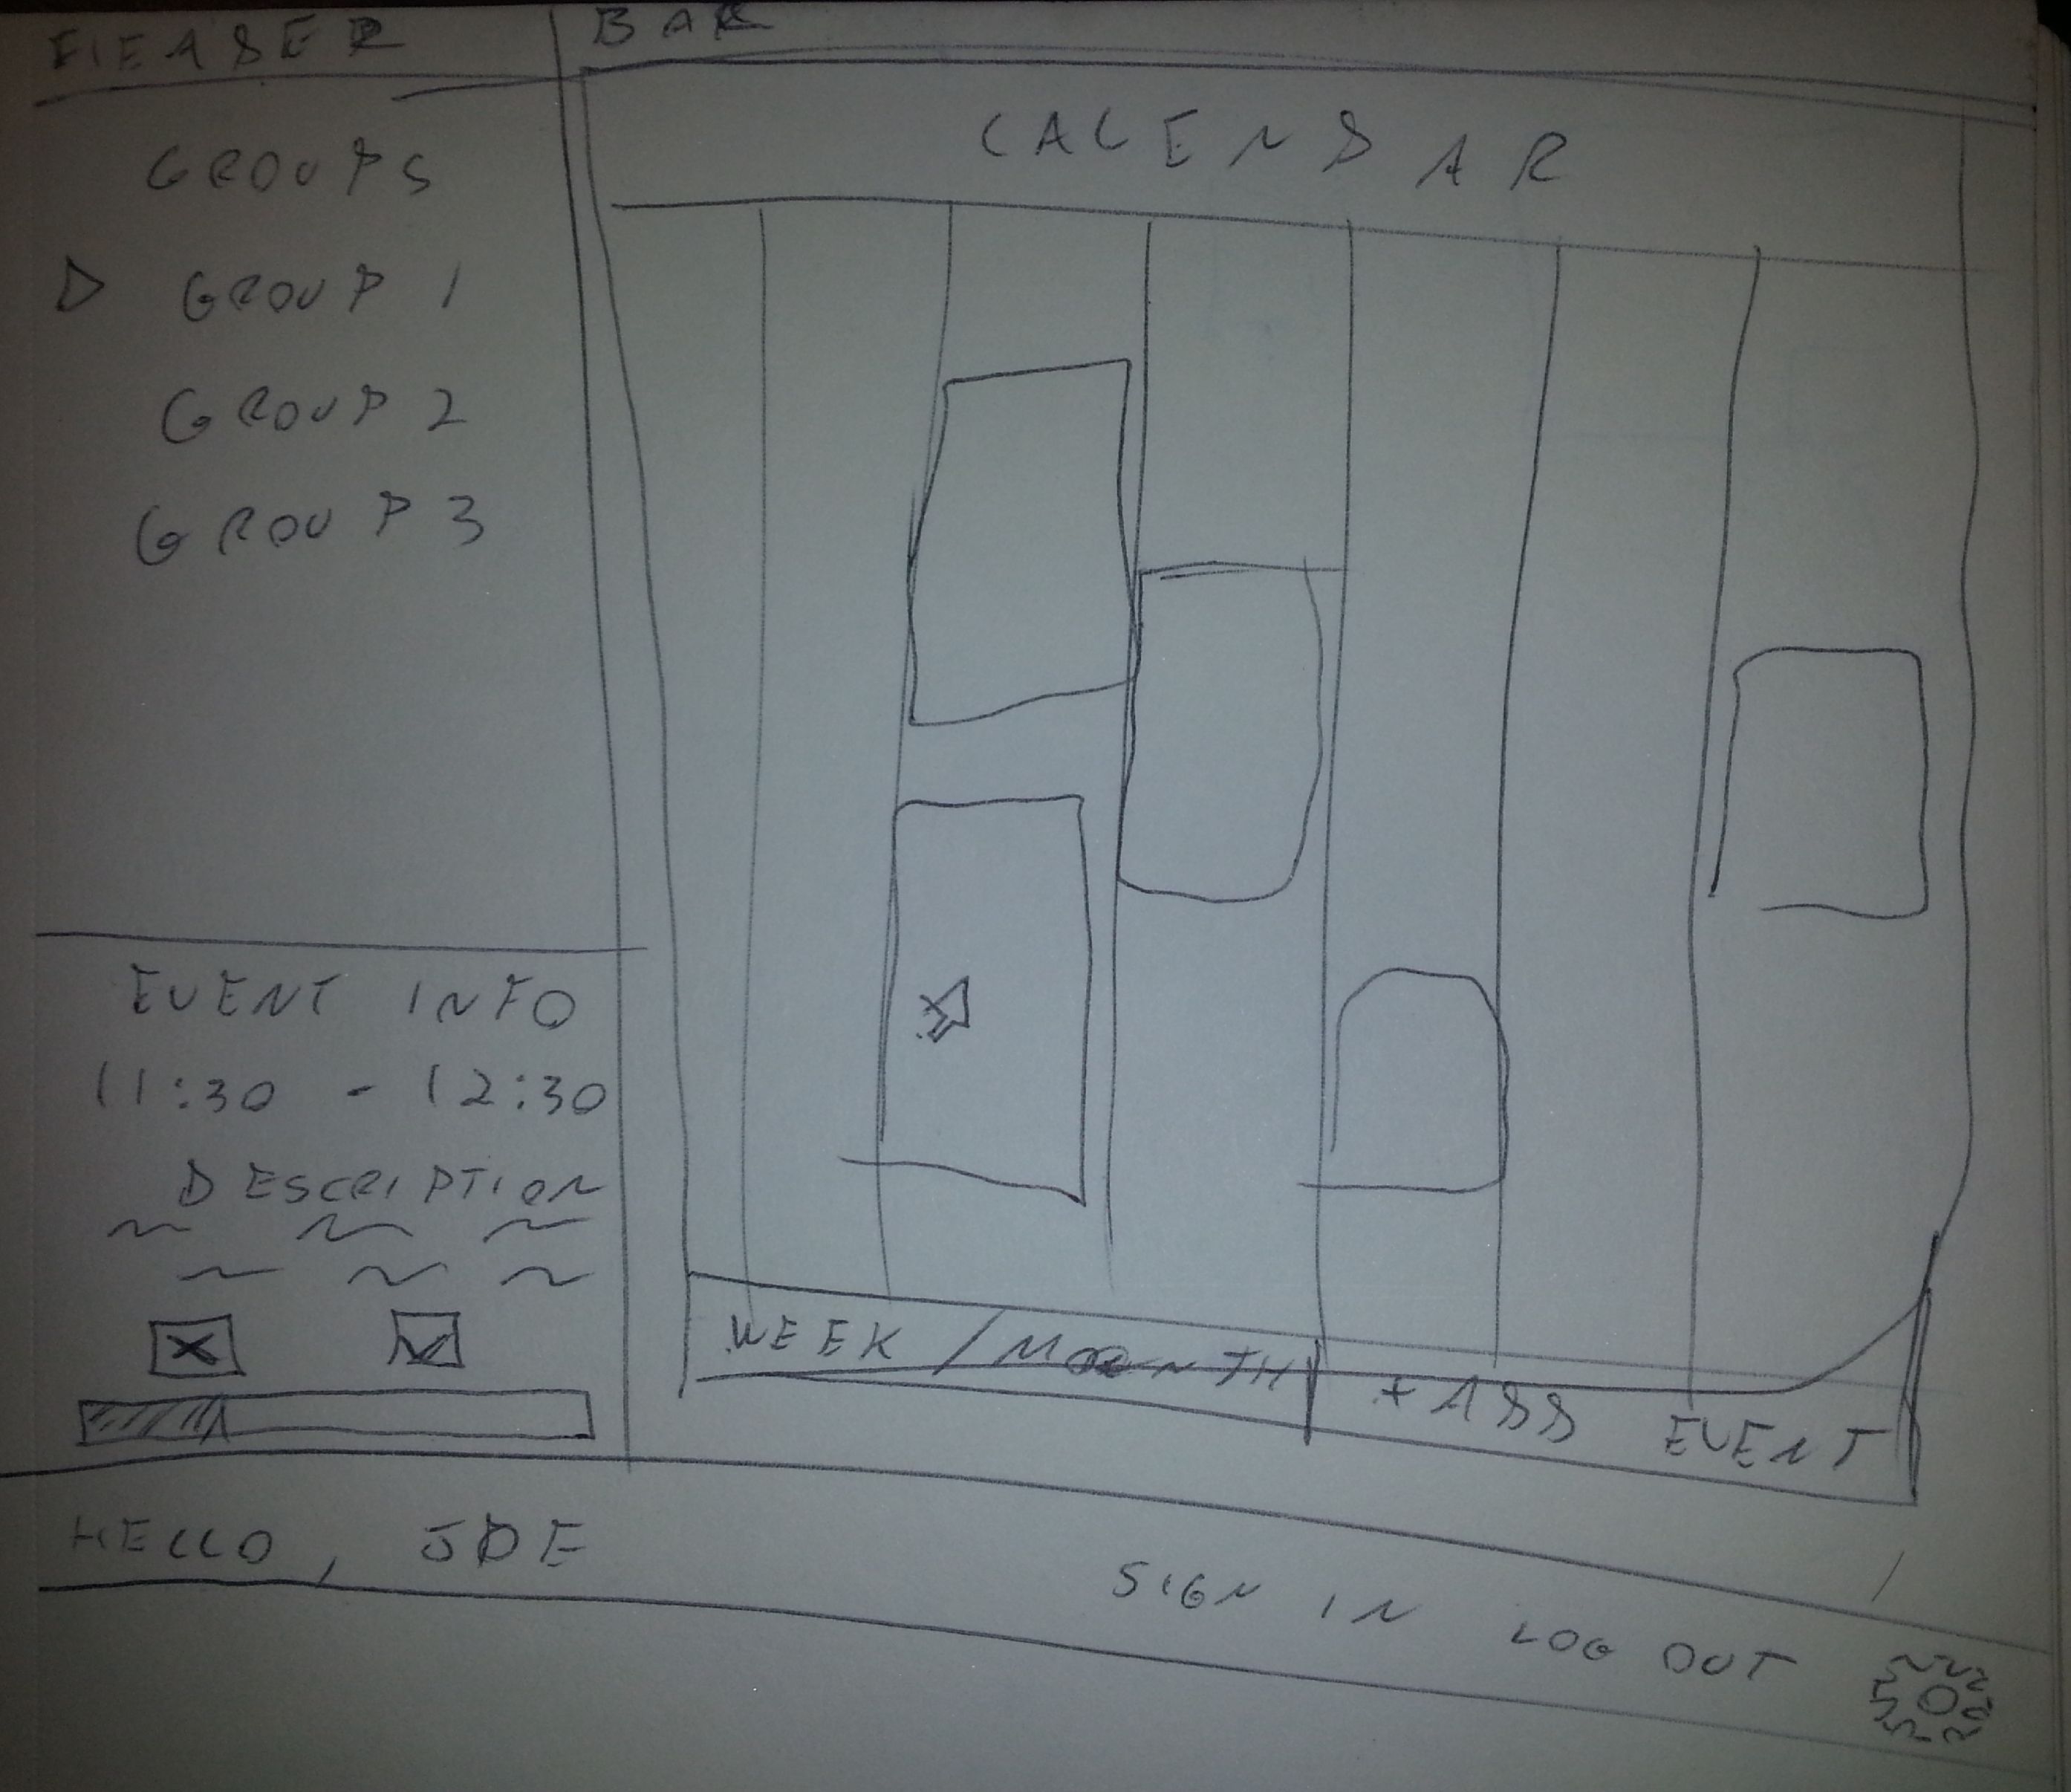 HEADER BAR
CALENDAR
GROUPS
GROUP 1
GROUP 2
GROUP 3
EVENT INFO
11:30 - 12:30
DESCRIPTION
WEEK / MONTH
+ ADD EVENT
HELLO, JOE
SIGN IN
LOG OUT